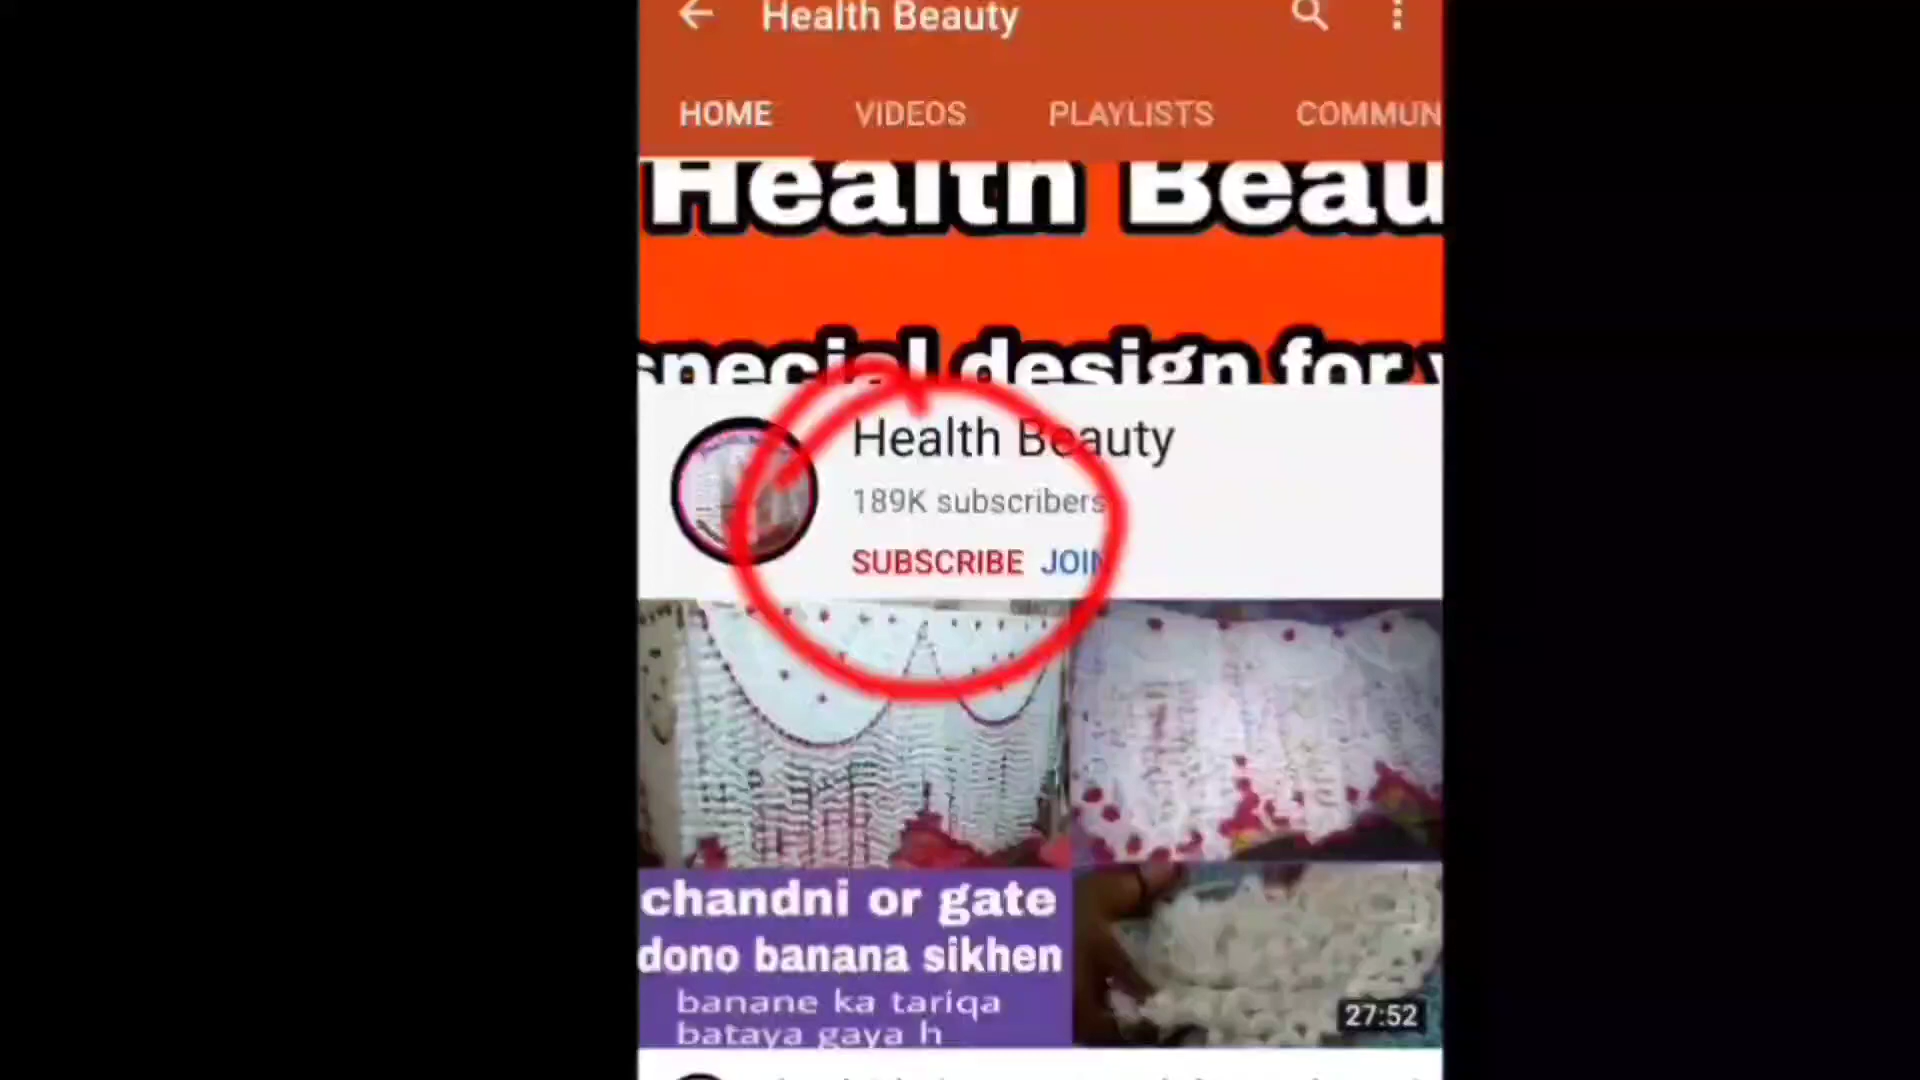 Health Beauty
HOME VIDEOS PLAYLISTS COMMUN
Health Beau
special design for
Health Beauty
189K subscribers
SUBSCRIBE JOIN
chandni or gate
dono banana sikhen
banane ka tariqa
bataya gaya h
27:52